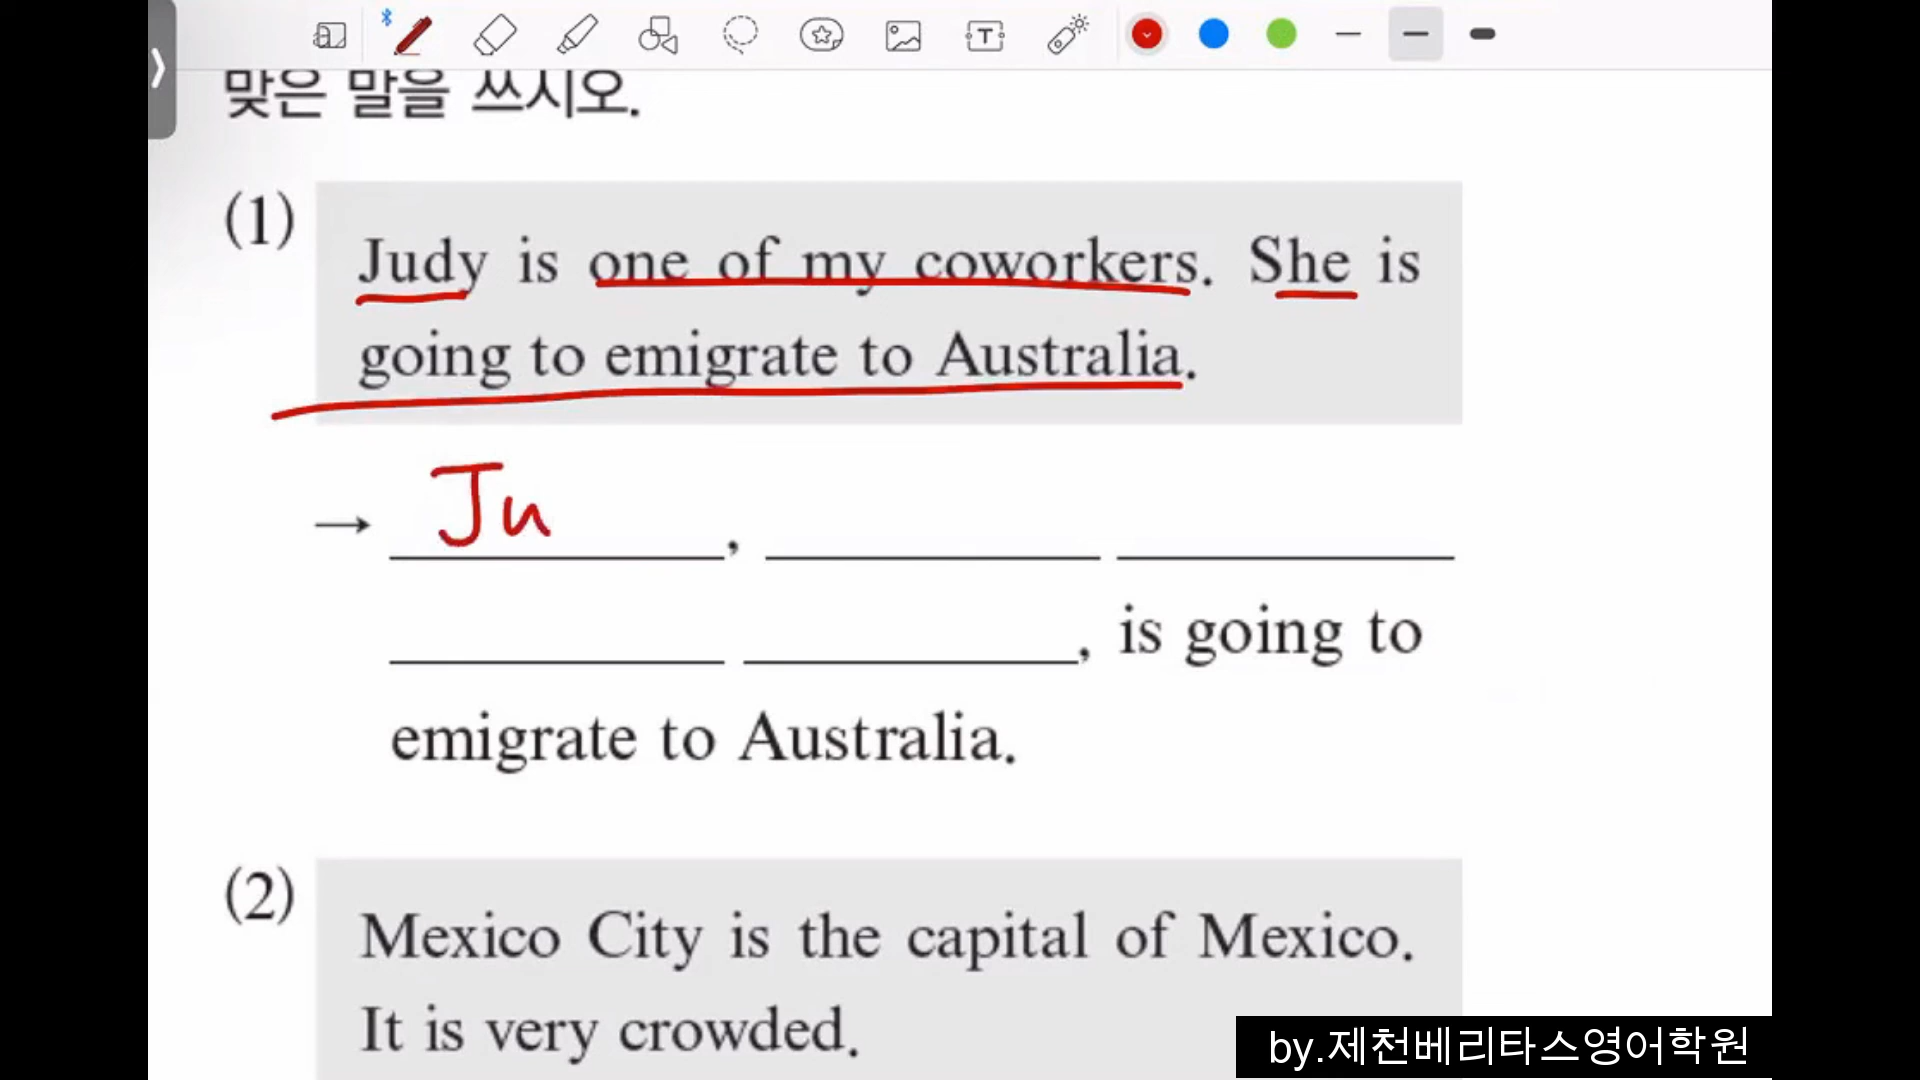 맞은 말을 쓰시오.
(1)
Judy is one of my coworkers. She is
going to emigrate to Australia.
→ Ju , 
, is going to
emigrate to Australia.
(2)
Mexico City is the capital of Mexico.
It is very crowded.
by.제천베리타스영어학원